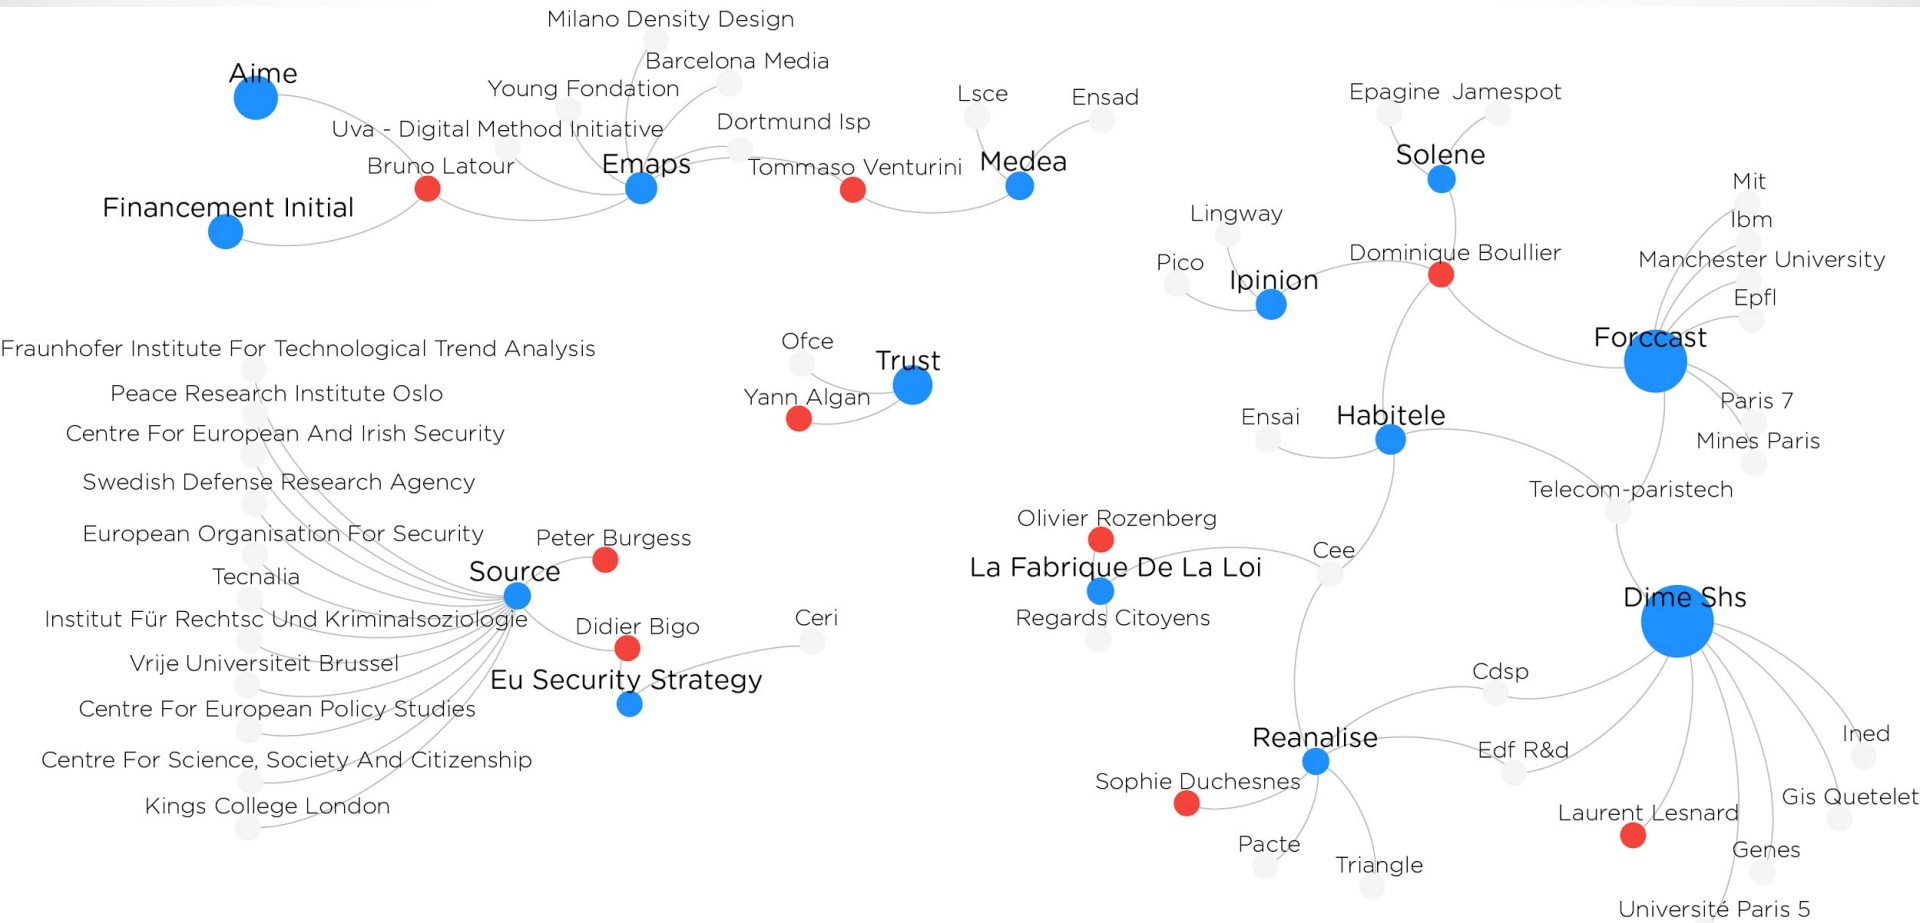 Milano Density Design
Barcelona Media
Aime
Young Fondation
Lsce
Ensad
Epagine
Jamespot
Uva - Digital Method Initiative
Dortmund Isp
Bruno Latour
Emaps
Tommaso Venturini
Medea
Solene
Mit
Financement Initial
Lingway
Ibm
Dominique Boullier
Manchester University
Pico
Ipinion
Epfl
Forccast
Fraunhofer Institute For Technological Trend Analysis
Ofce
Trust
Peace Research Institute Oslo
Yann Algan
Paris 7
Ensai
Habitele
Centre For European And Irish Security
Mines Paris
Swedish Defense Research Agency
Telecom-paristech
Olivier Rozenberg
European Organisation For Security
Peter Burgess
Cee
Source
La Fabrique De La Loi
Tecnalia
Dime Shs
Institut Für Rechtsc Und Kriminalsoziologie
Didier Bigo
Ceri
Regards Citoyens
Vrije Universiteit Brussel
Eu Security Strategy
Cdsp
Centre For European Policy Studies
Reanalise
Edf R&d
Ined
Centre For Science, Society And Citizenship
Sophie Duchesnes
Gis Quetelet
Kings College London
Laurent Lesnard
Pacte
Genes
Triangle
Université Paris 5